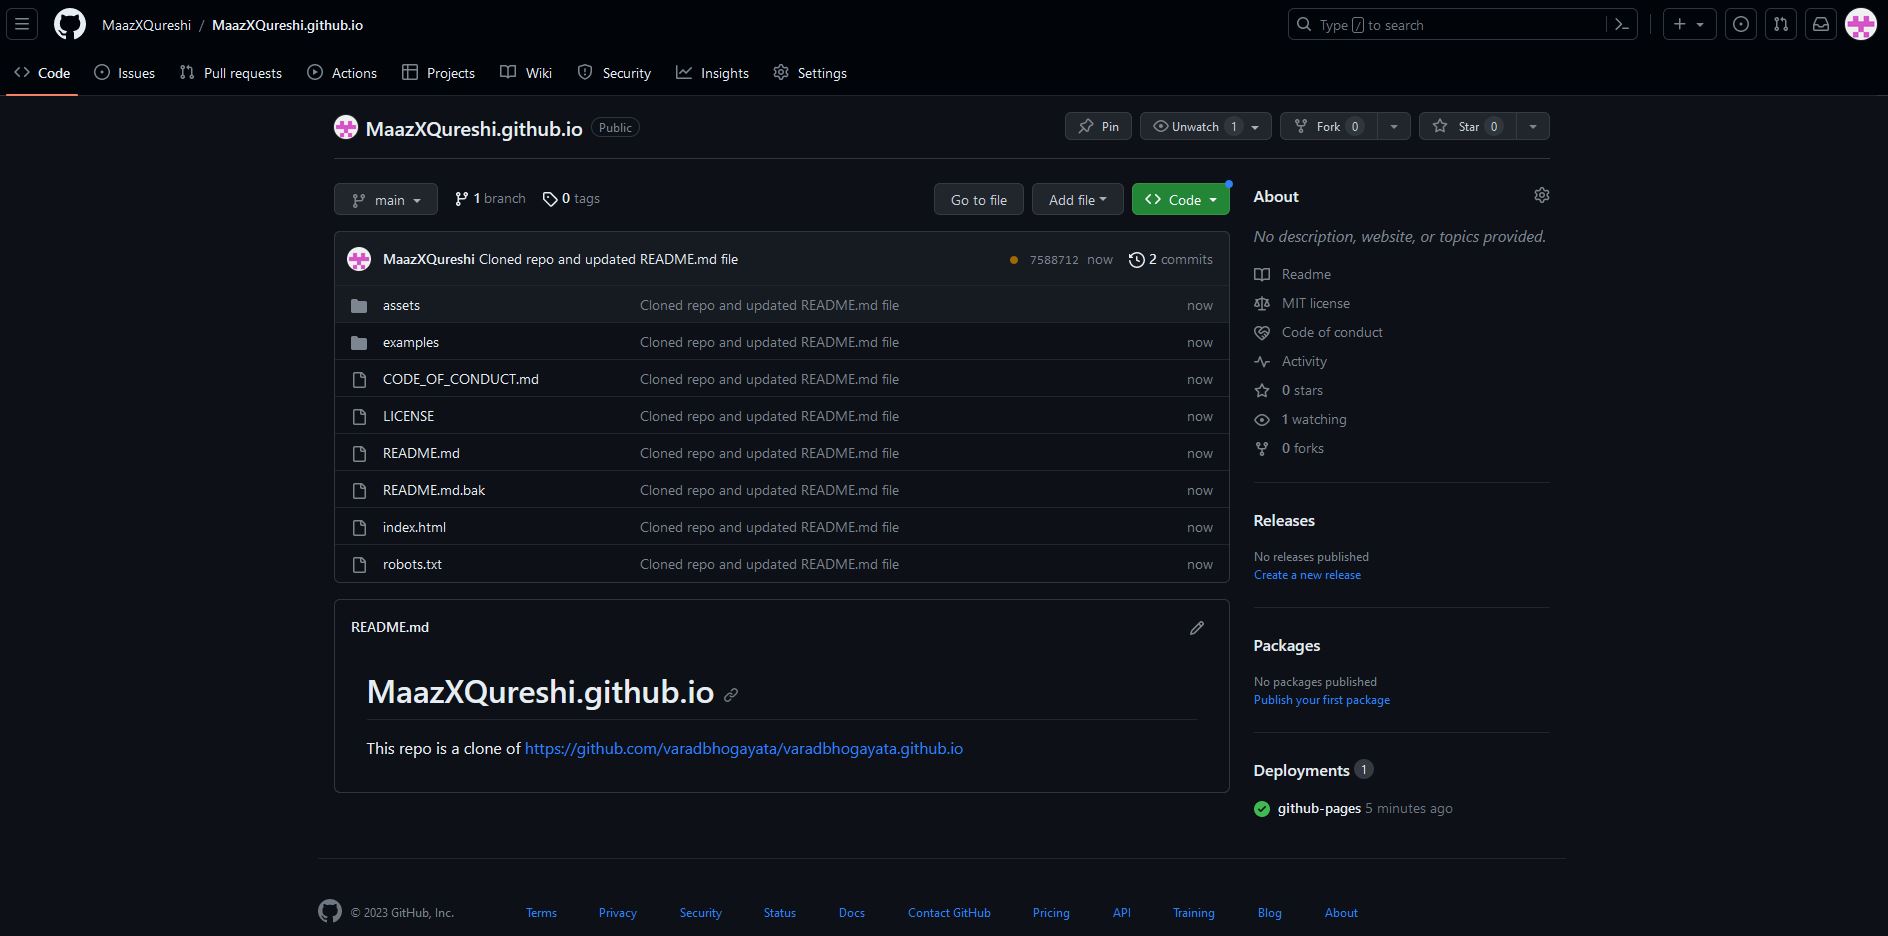 MaazXQureshi / MaazXQureshi.github.io
Type / to search
Code Issues Pull requests Actions Projects Wiki Security Insights Settings
MaazXQureshi.github.io Public
Pin Unwatch 1 Fork 0 Star 0
main 1 branch 0 tags Go to file Add file Code
MaazXQureshi Cloned repo and updated README.md file 7588712 now 2 commits
assets Cloned repo and updated README.md file now
examples Cloned repo and updated README.md file now
CODE_OF_CONDUCT.md Cloned repo and updated README.md file now
LICENSE Cloned repo and updated README.md file now
README.md Cloned repo and updated README.md file now
README.md.bak Cloned repo and updated README.md file now
index.html Cloned repo and updated README.md file now
robots.txt Cloned repo and updated README.md file now
README.md
MaazXQureshi.github.io
This repo is a clone of https://github.com/varadbhogayata/varadbhogayata.github.io
About
No description, website, or topics provided.
Readme
MIT license
Code of conduct
Activity
0 stars
1 watching
0 forks
Releases
No releases published
Create a new release
Packages
No packages published
Publish your first package
Deployments 1
github-pages 5 minutes ago
© 2023 GitHub, Inc. Terms Privacy Security Status Docs Contact GitHub Pricing API Training Blog About